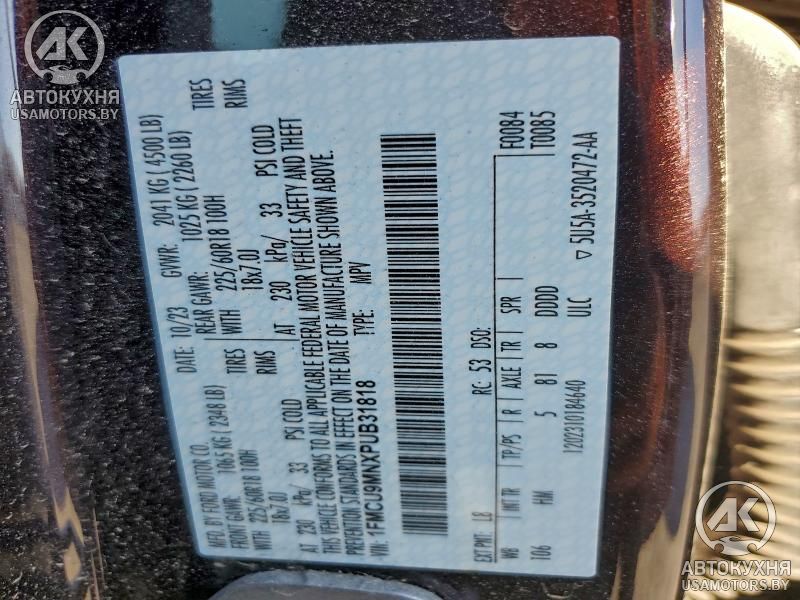 MFD. BY FORD MOTOR CO.
DATE: 10/23 GVWR: 2041 KG ( 4500 LB)
FRONT GAWR: 1065 KG ( 2348 LB) REAR GAWR: 1025 KG ( 2260 LB)
WITH 225/60R18 100H TIRES WITH 225/60R18 100H TIRES
18x7.0J RIMS 18x7.0J RIMS
AT 230 kPa/ 33 PSI COLD AT 230 kPa/ 33 PSI COLD
THIS VEHICLE CONFORMS TO ALL APPLICABLE FEDERAL MOTOR VEHICLE SAFETY AND THEFT
PREVENTION STANDARDS IN EFFECT ON THE DATE OF MANUFACTURE SHOWN ABOVE.
VIN: 1FMCU9MNXPUB31818 TYPE: MPV
F0084
T0085
EXT PNT: L8 RC: 53 DSO:
WB INT TR TP/PS R AXLE TR SPR
106 HM 5 81 8 DDDD
ULC
1202310184640
▽ 5U5A-3520472-AA
АК
АВТОКУХНЯ
USAMOTORS.BY
АК
АВТОКУХНЯ
USAMOTORS.BY